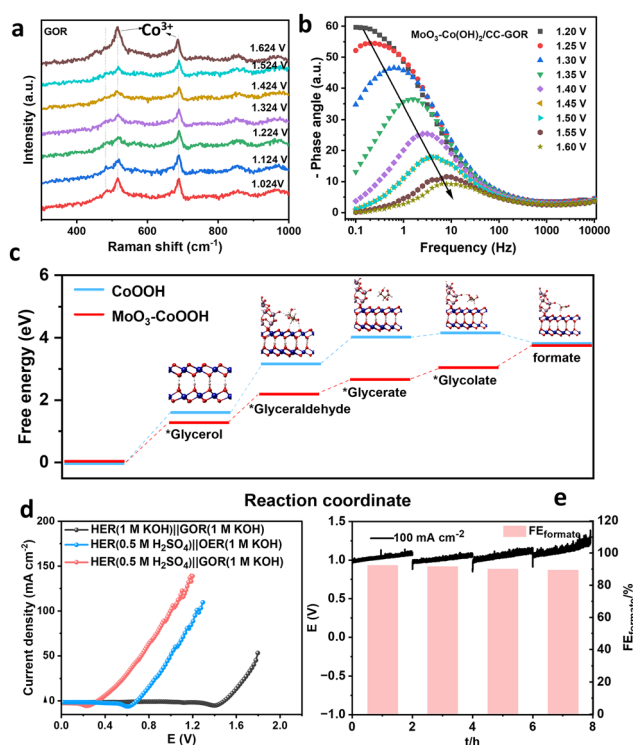 a
GOR
-Co3+
1.624 V
1.524 V
1.424 V
1.324 V
1.224 V
1.124 V
1.024V
Intensity (a.u.)
400
600
800
1000
Raman shift (cm-1)
b
MoO3-Co(OH)2/CC-GOR
1.20 V
1.25 V
1.30 V
1.35 V
1.40 V
1.45 V
1.50 V
1.55 V
1.60 V
- Phase angle (a.u.)
60
50
40
30
20
10
0
0.1
1
10
100
1000
10000
Frequency (Hz)
c
CoOOH
MoO3-CoOOH
Free energy (eV)
6
4
2
0
*Glycerol
*Glyceraldehyde
*Glycerate
*Glycolate
formate
Reaction coordinate
d
HER(1 M KOH)||GOR(1 M KOH)
HER(0.5 M H2SO4)||OER(1 M KOH)
HER(0.5 M H2SO4)||GOR(1 M KOH)
Current density (mA cm-2)
200
175
150
125
100
75
50
25
0
0.0
0.4
0.8
1.2
1.6
2.0
E (V)
e
100 mA cm-2
FEformate
E (V)
1.5
1.0
0.5
0.0
-0.5
-1.0
0
1
2
3
4
5
6
7
8
t/h
FEformate/%
120
100
80
60
40
20
0